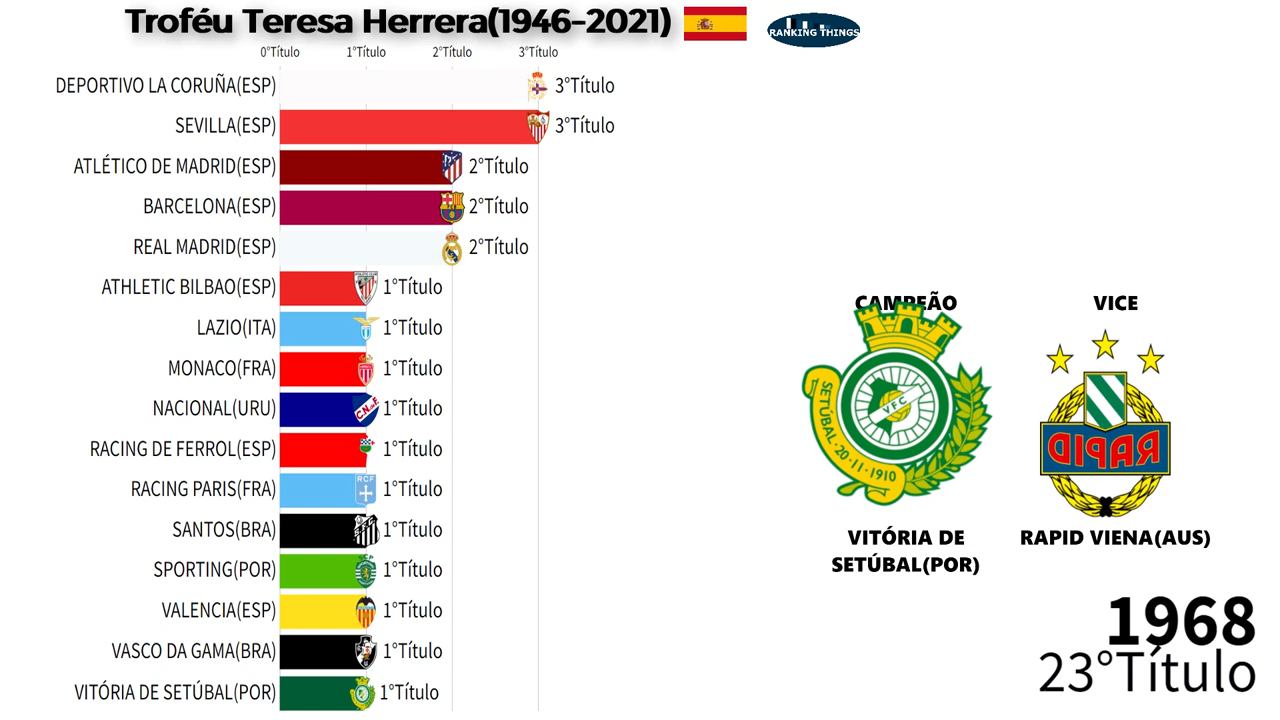 Troféu Teresa Herrera(1946–2021)
RANKING THINGS
0°Título 1°Título 2°Título 3°Título
DEPORTIVO LA CORUÑA(ESP) 3°Título
SEVILLA(ESP) 3°Título
ATLÉTICO DE MADRID(ESP) 2°Título
BARCELONA(ESP) 2°Título
REAL MADRID(ESP) 2°Título
ATHLETIC BILBAO(ESP) 1°Título
LAZIO(ITA) 1°Título
MONACO(FRA) 1°Título
NACIONAL(URU) C.N.de F. 1°Título
RACING DE FERROL(ESP) 1°Título
RACING PARIS(FRA) RCF 1°Título
SANTOS(BRA) 1°Título
SPORTING(POR) 1°Título
VALENCIA(ESP) 1°Título
VASCO DA GAMA(BRA) 1°Título
VITÓRIA DE SETÚBAL(POR) 1°Título
CAMPEÃO VICE
VFC
SETÚBAL·20·11·1910
RAPID
VITÓRIA DE
SETÚBAL(POR)
RAPID VIENA(AUS)
1968
23°Título